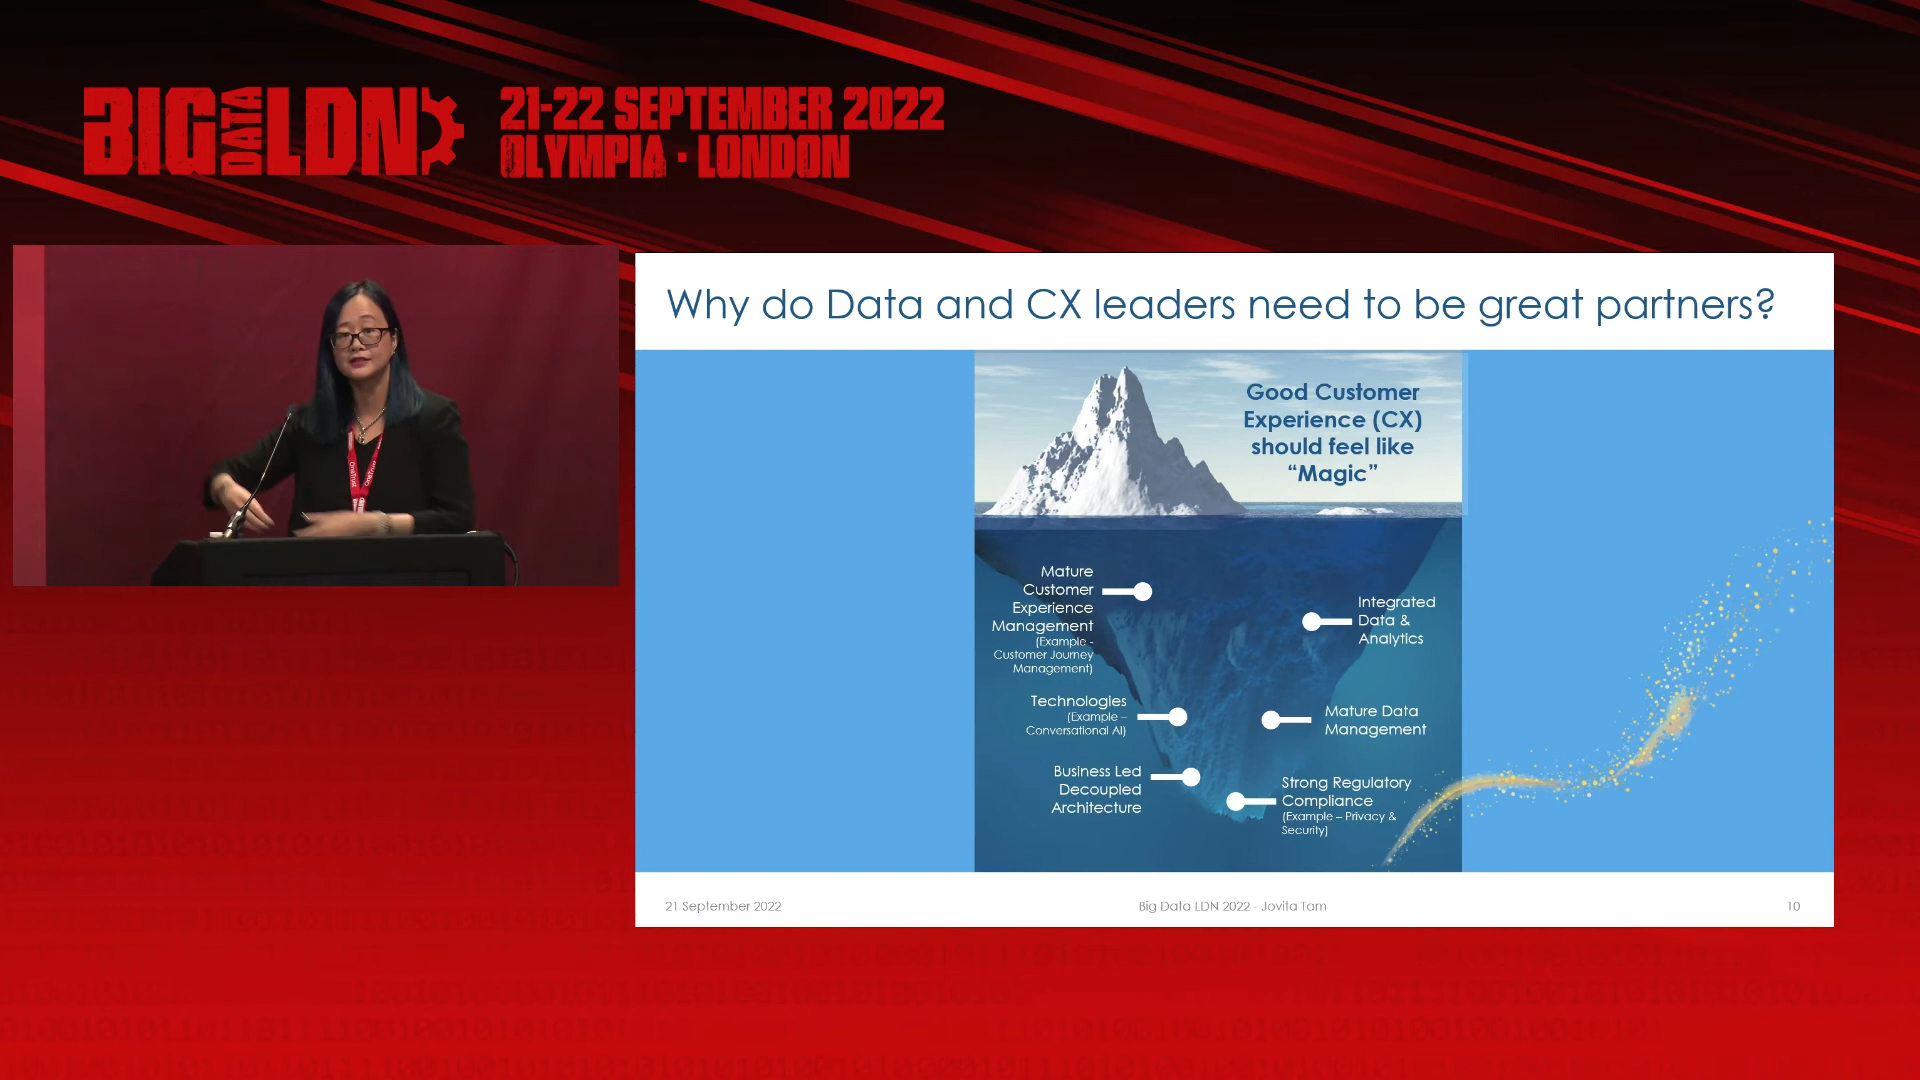 BIG DATA LDN
21-22 SEPTEMBER 2022
OLYMPIA · LONDON
Why do Data and CX leaders need to be great partners?
Good Customer
Experience (CX)
should feel like
“Magic”
Mature
Customer
Experience
Management
(Example -
Customer Journey
Management)
Integrated
Data &
Analytics
Technologies
(Example –
Conversational AI)
Mature Data
Management
Business Led
Decoupled
Architecture
Strong Regulatory
Compliance
(Example – Privacy &
Security)
21 September 2022
Big Data LDN 2022 - Jovita Tam
10
OneTrust